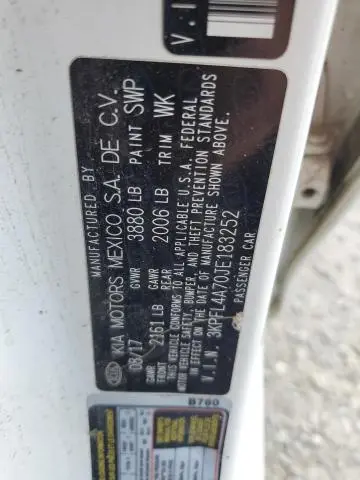 MANUFACTURED BY
KIA MOTORS MEXICO S.A. DE C.V.
08/17 GVWR 3880 LB PAINT SWP
GAWR FRONT 2161 LB GAWR REAR 2006 LB TRIM WK
THIS VEHICLE CONFORMS TO ALL APPLICABLE U.S.A. FEDERAL
MOTOR VEHICLE SAFETY, BUMPER, AND THEFT PREVENTION STANDARDS
IN EFFECT ON THE DATE OF MANUFACTURE SHOWN ABOVE.
V.I.N. 3KPFL4A70JE183252
PASSENGER CAR
V.I
B760